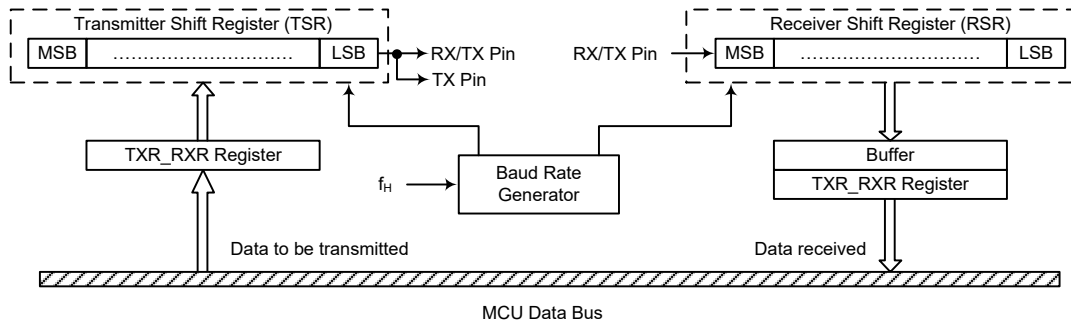 Transmitter Shift Register (TSR)
MSB ………………………… LSB
RX/TX Pin
TX Pin
Receiver Shift Register (RSR)
RX/TX Pin
MSB ………………………… LSB
TXR_RXR Register
fH
Baud Rate
Generator
Buffer
TXR_RXR Register
Data to be transmitted
Data received
MCU Data Bus